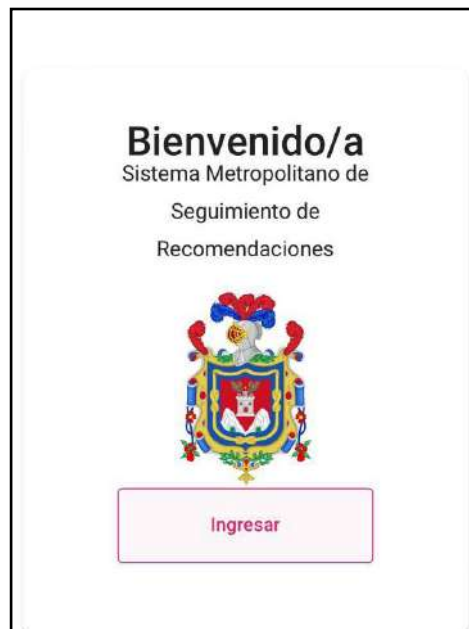 Bienvenido/a
Sistema Metropolitano de
Seguimiento de
Recomendaciones
Ingresar